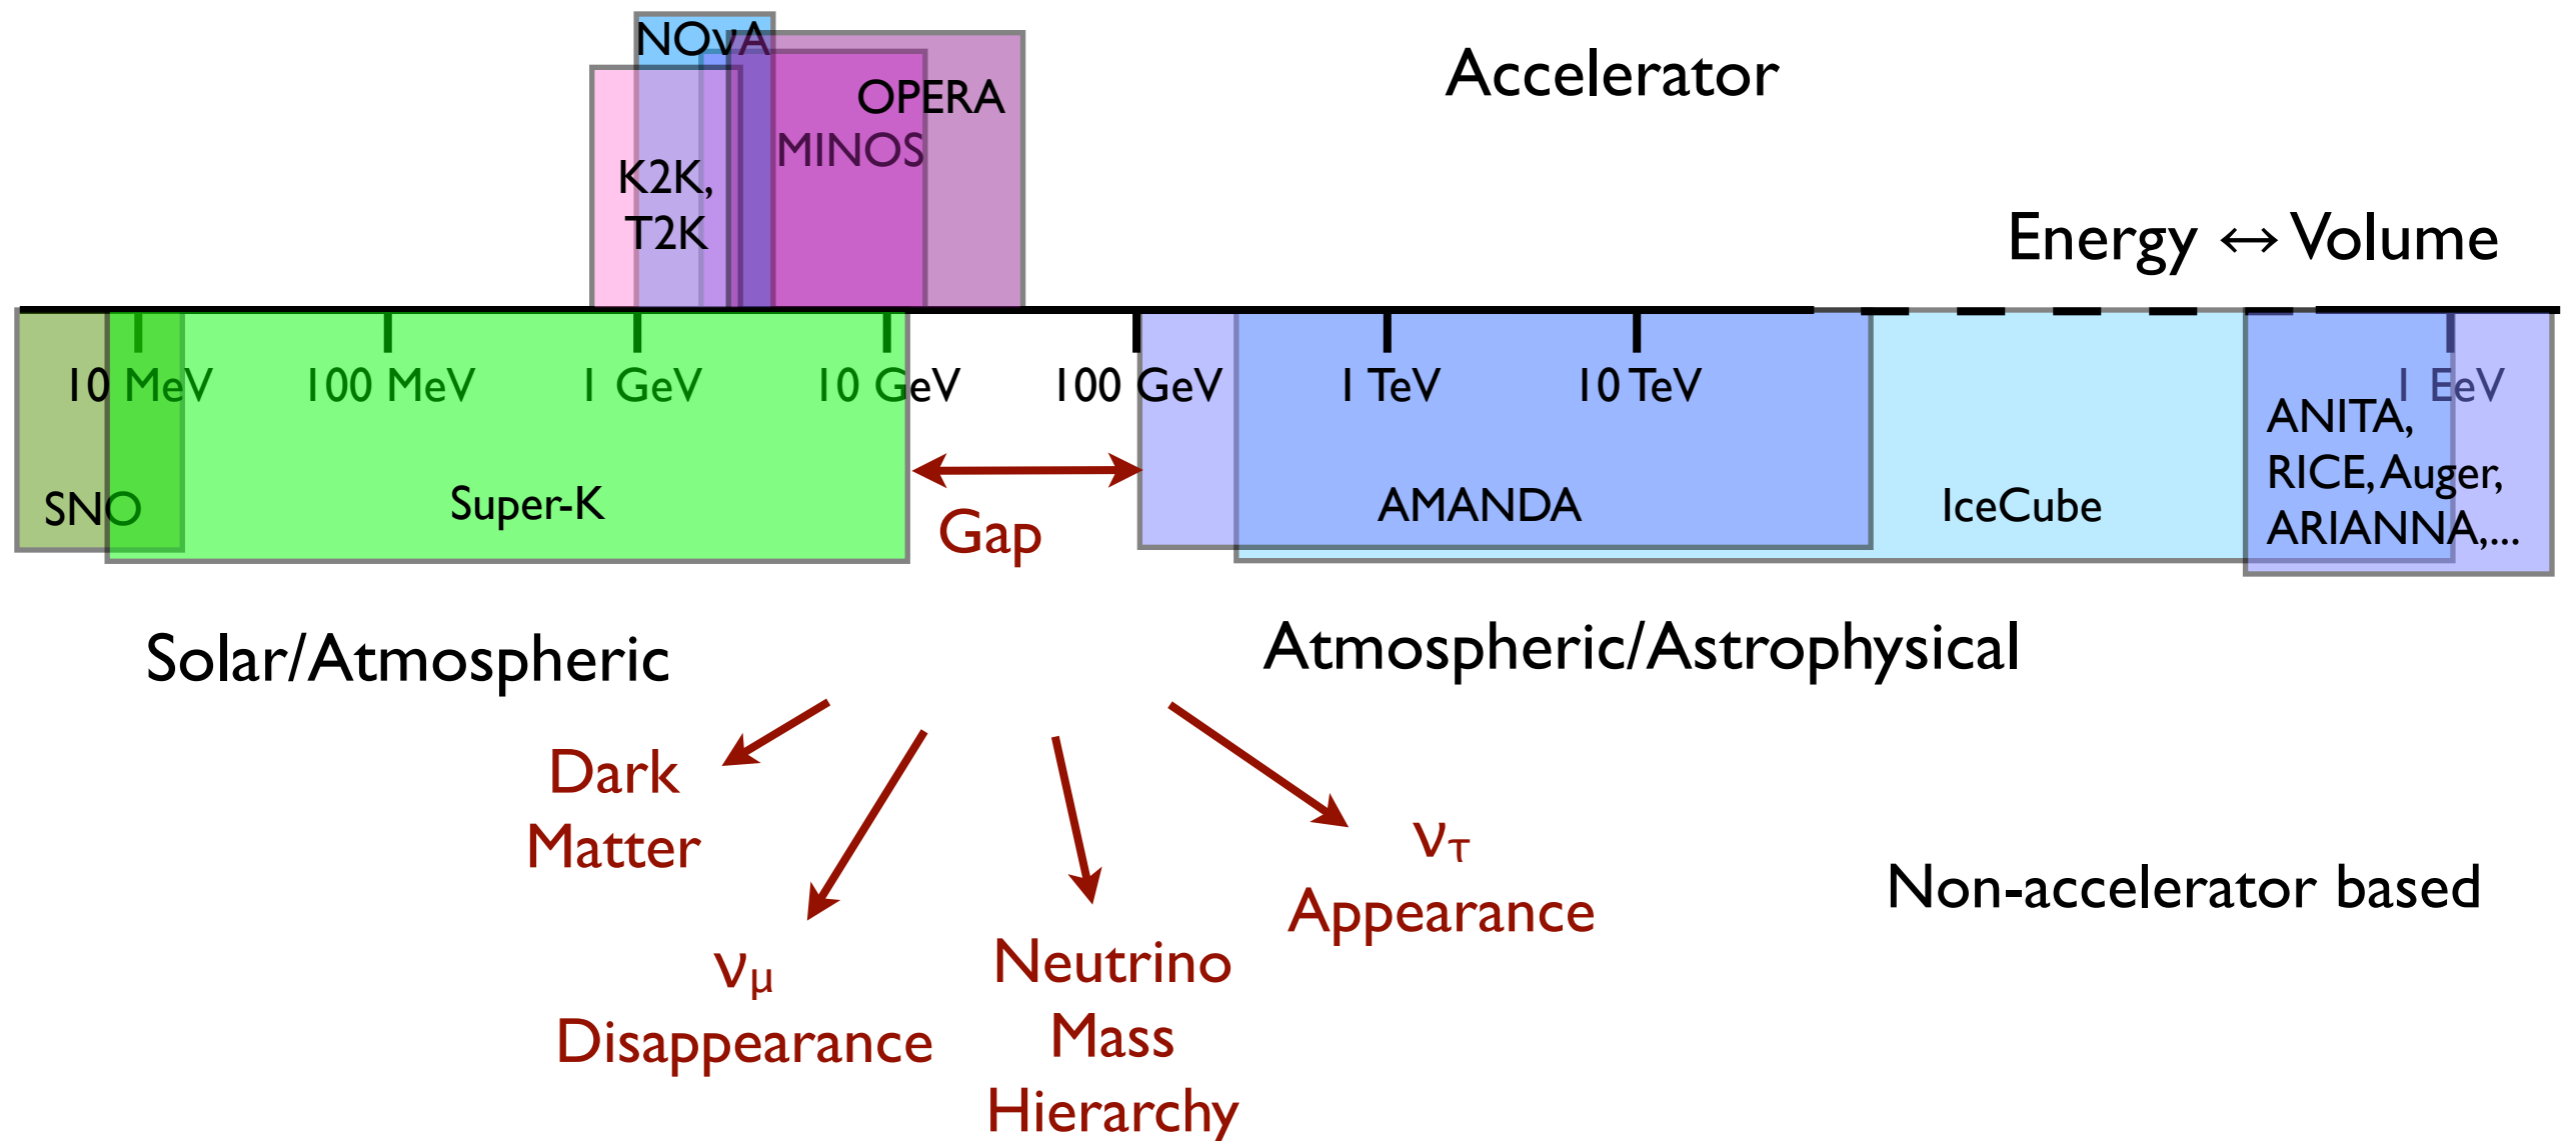 NOνA
Accelerator
OPERA
MINOS
K2K,
T2K
Energy ↔ Volume
10 MeV
100 MeV
1 GeV
10 GeV
100 GeV
1 TeV
10 TeV
1 EeV
ANITA,
RICE, Auger,
ARIANNA,...
SNO
Super-K
Gap
AMANDA
IceCube
Solar/Atmospheric
Atmospheric/Astrophysical
Dark
Matter
νμ
Disappearance
Neutrino
Mass
Hierarchy
ντ
Appearance
Non-accelerator based